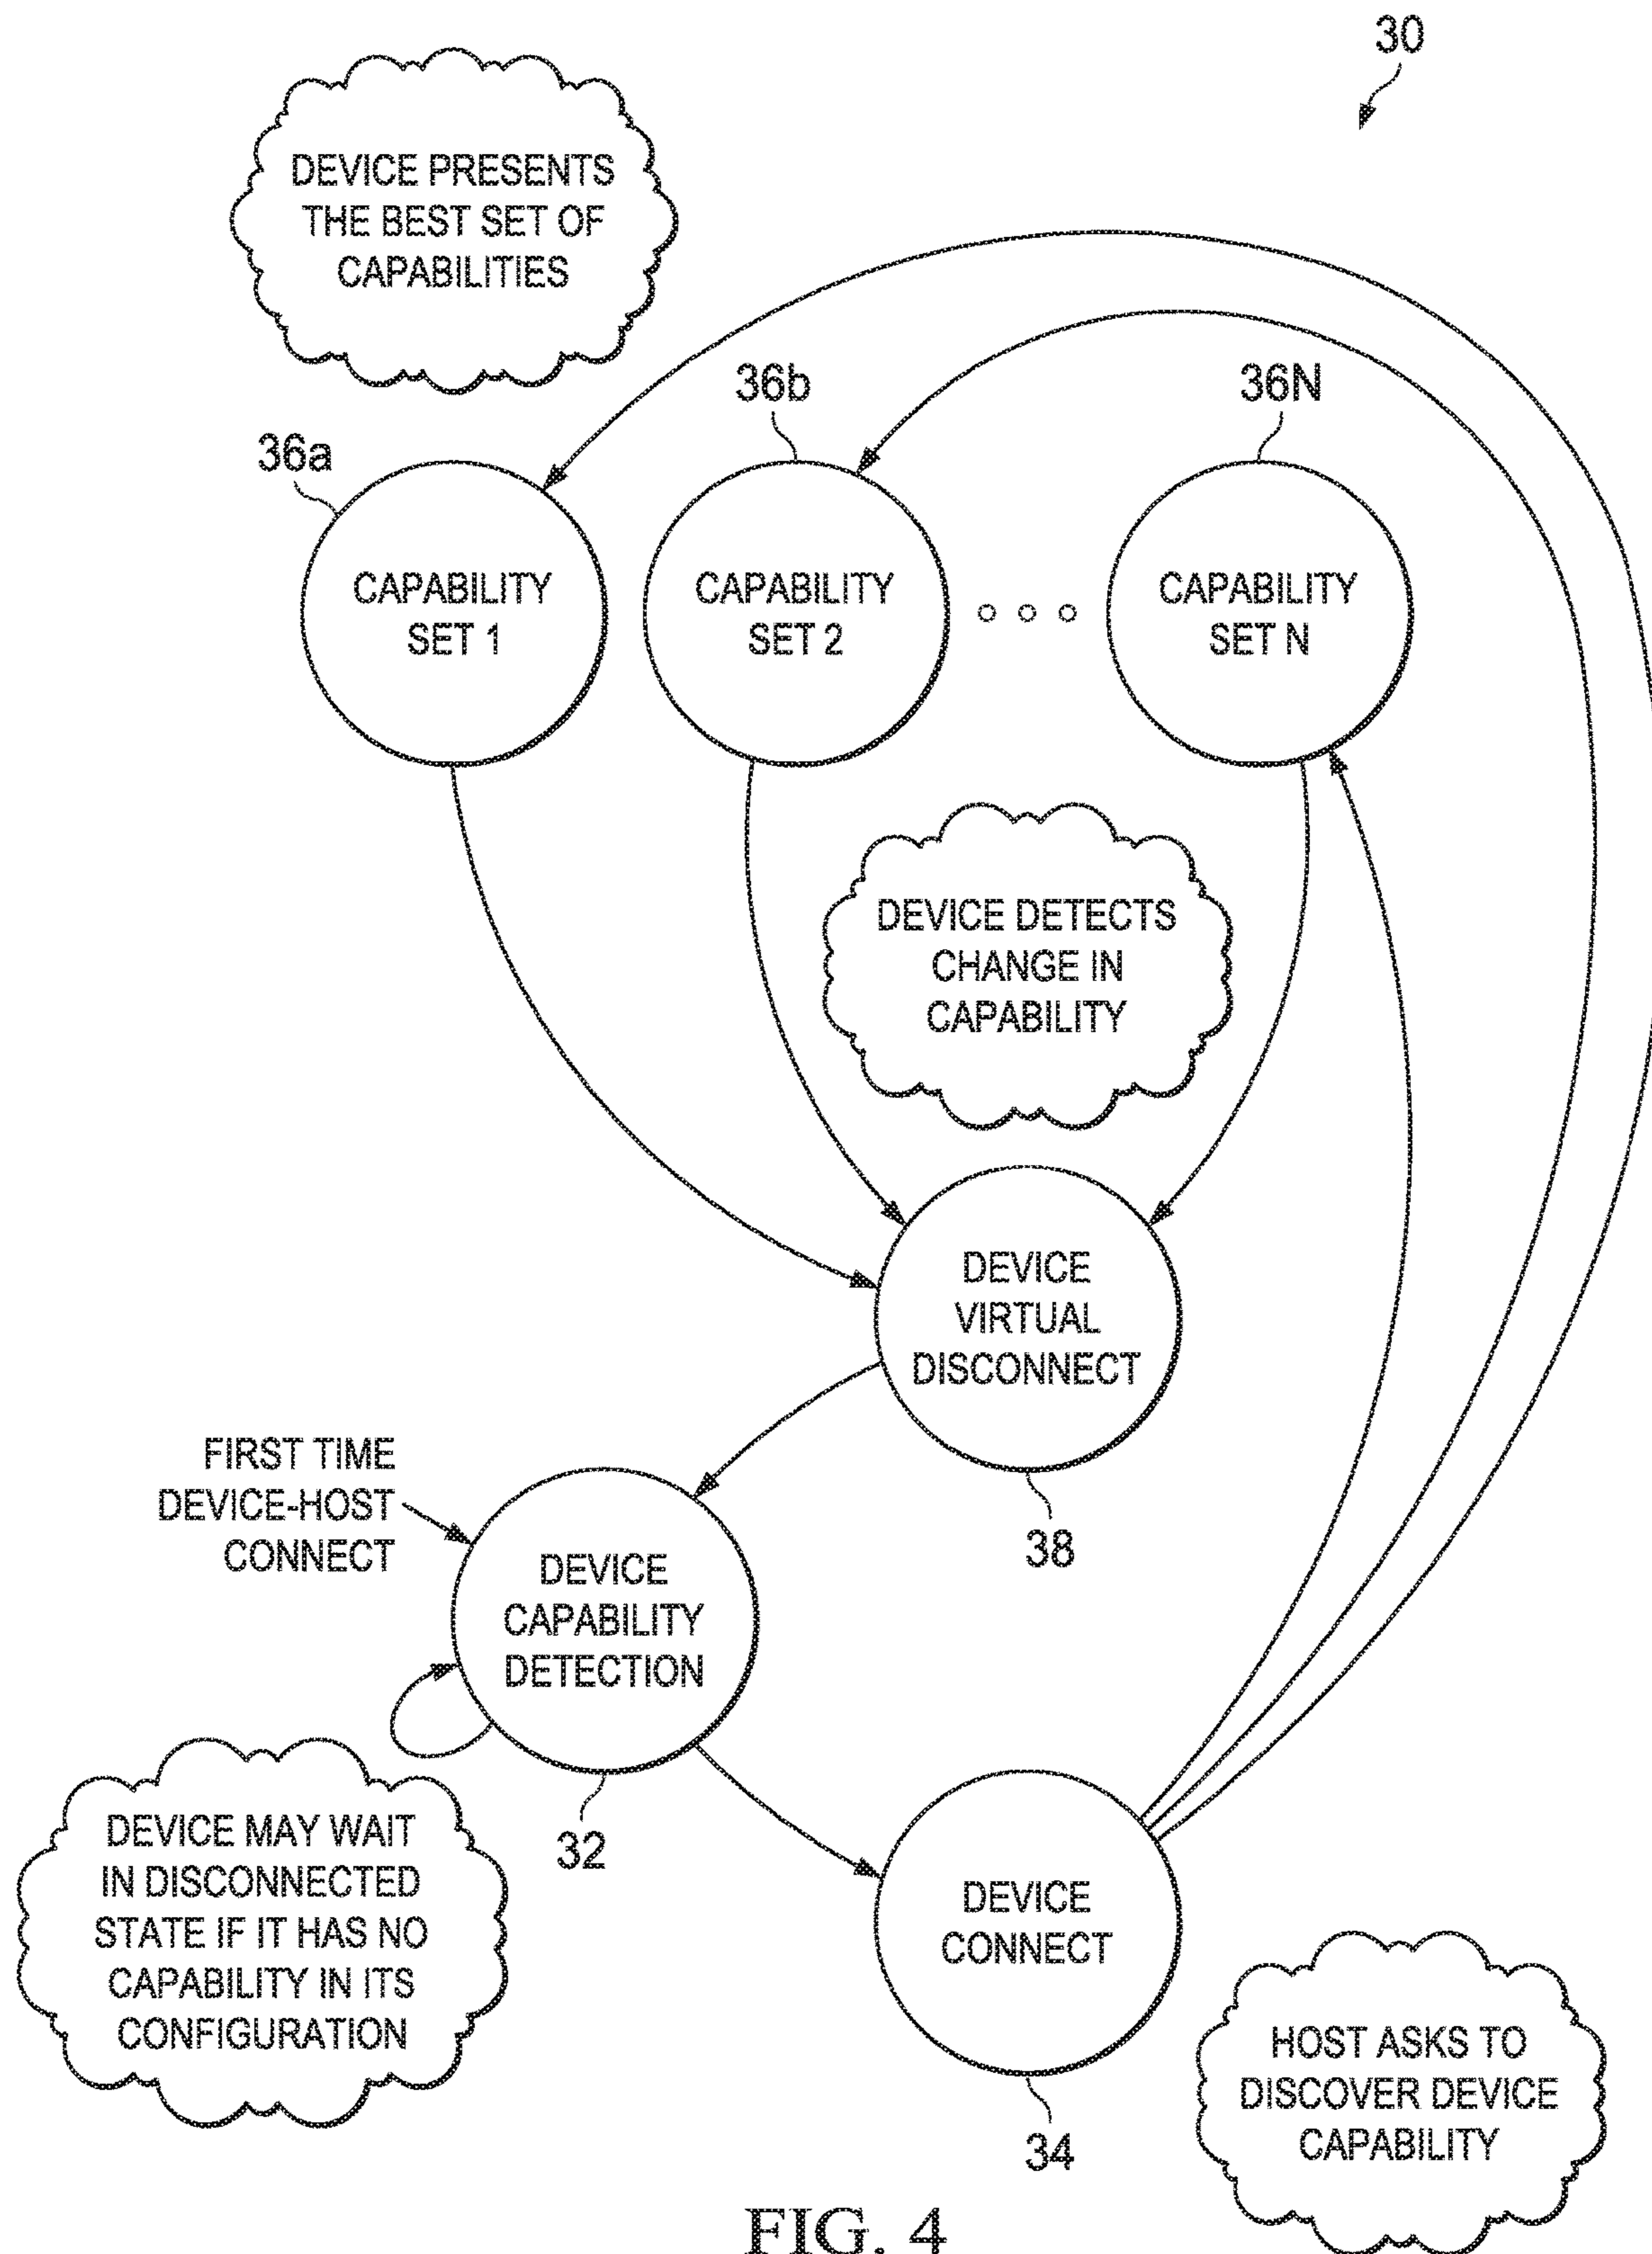 30
DEVICE PRESENTS
THE BEST SET OF
CAPABILITIES
36a
36b
36N
CAPABILITY
SET 1
CAPABILITY
SET 2
CAPABILITY
SET N
DEVICE DETECTS
CHANGE IN
CAPABILITY
DEVICE
VIRTUAL
DISCONNECT
38
FIRST TIME
DEVICE-HOST
CONNECT
DEVICE
CAPABILITY
DETECTION
32
DEVICE MAY WAIT
IN DISCONNECTED
STATE IF IT HAS NO
CAPABILITY IN ITS
CONFIGURATION
DEVICE
CONNECT
34
HOST ASKS TO
DISCOVER DEVICE
CAPABILITY
FIG. 4